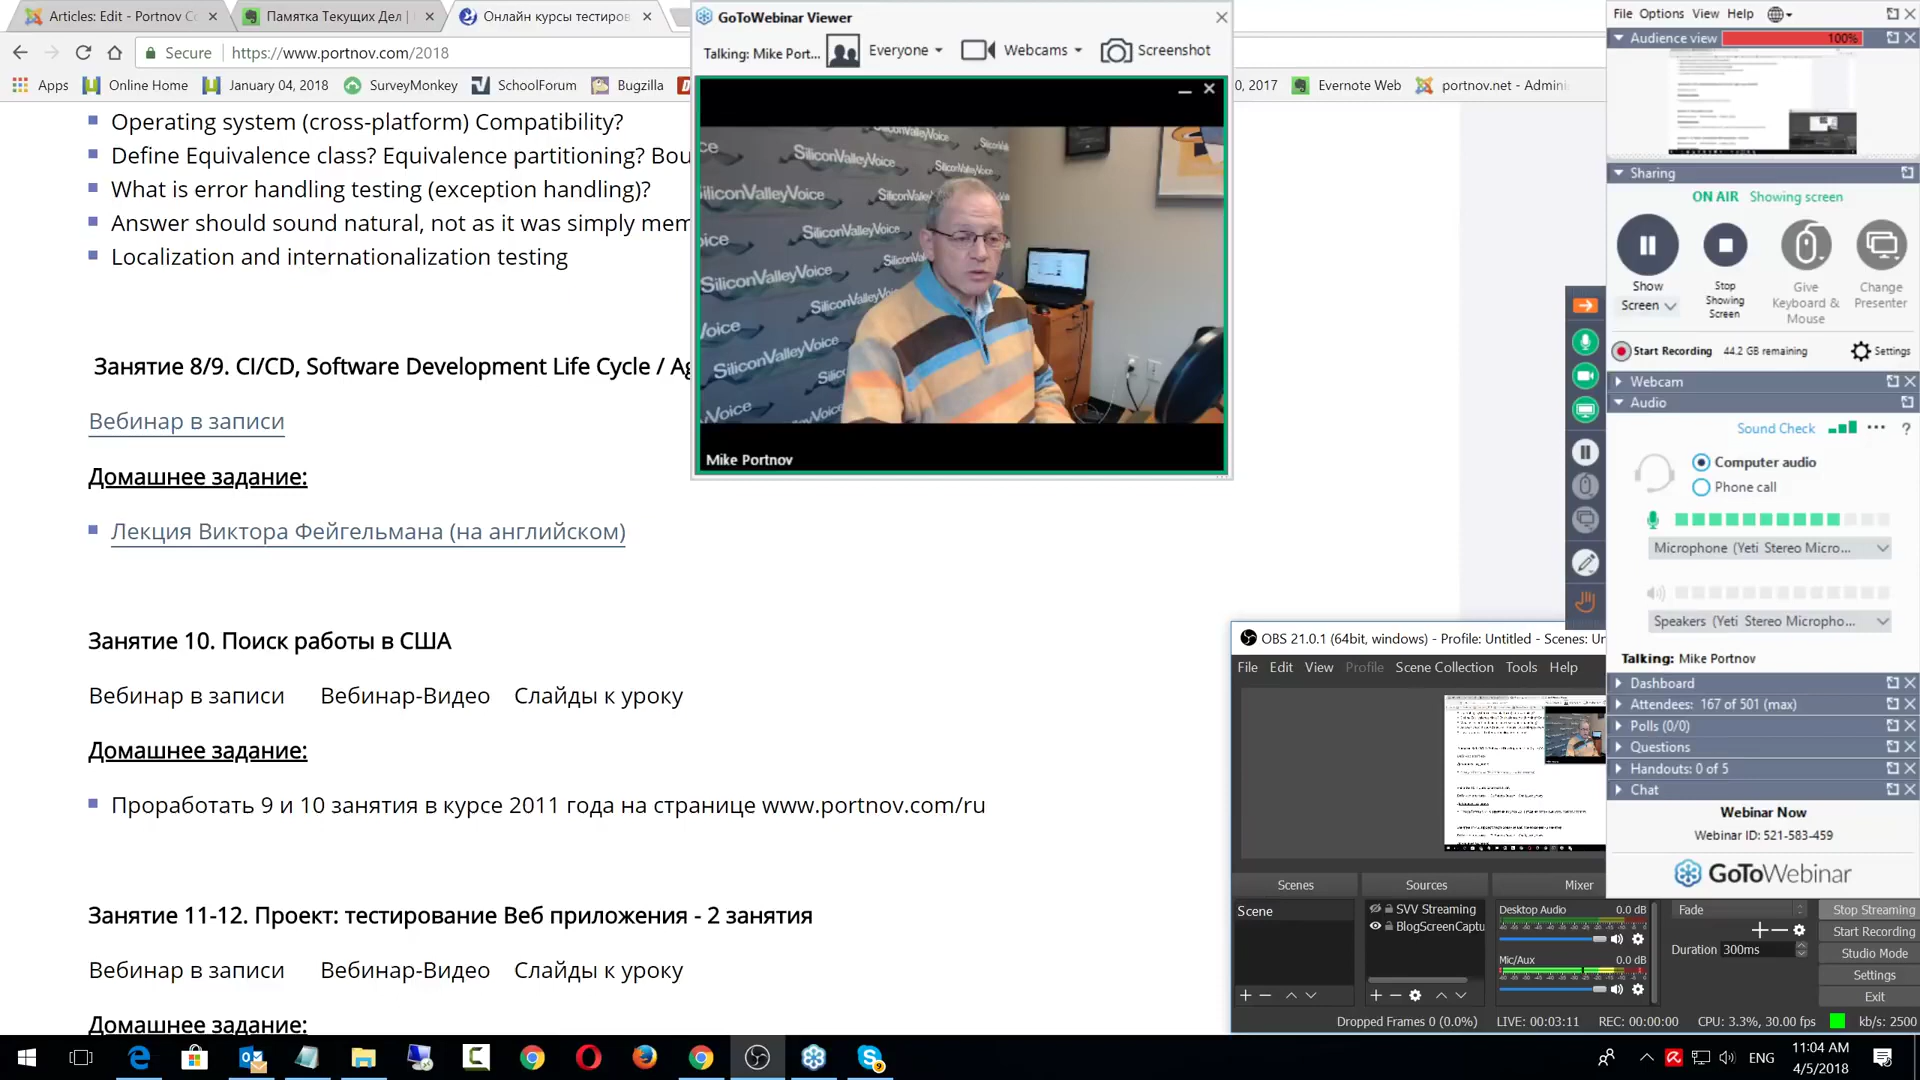 Articles: Edit - Portnov C
Памятка Текущих Дел |
Онлайн курсы тестиров
Secure
https://www.portnov.com/2018
Apps
Online Home
January 04, 2018
SurveyMonkey
SchoolForum
Bugzilla
0, 2017
Evernote Web
portnov.net - Admini
Operating system (cross-platform) Compatibility?
Define Equivalence class? Equivalence partitioning? Bou
What is error handling testing (exception handling)?
Answer should sound natural, not as it was simply mem
Localization and internationalization testing
Занятие 8/9. CI/CD, Software Development Life Cycle / Ag
Вебинар в записи
Домашнее задание:
Лекция Виктора Фейгельмана (на английском)
Занятие 10. Поиск работы в США
Вебинар в записи Вебинар-Видео Слайды к уроку
Домашнее задание:
Проработать 9 и 10 занятия в курсе 2011 года на странице www.portnov.com/ru
Занятие 11-12. Проект: тестирование Веб приложения - 2 занятия
Вебинар в записи Вебинар-Видео Слайды к уроку
Домашнее задание:
GoToWebinar Viewer
Talking: Mike Port...
Everyone
Webcams
Screenshot
SiliconValleyVoice
SiliconValleyVoice
SiliconValleyVoice
SiliconValleyVoice
SiliconValleyVoice
Mike Portnov
File Options View Help
Audience view 100%
Sharing
ON AIR Showing screen
Show
Screen
Stop
Showing
Screen
Give
Keyboard &
Mouse
Change
Presenter
Start Recording 44.2 GB remaining
Settings
Webcam
Audio
Sound Check
... ?
Computer audio
Phone call
Microphone (Yeti Stereo Micro...
Speakers (Yeti Stereo Micropho...
Talking: Mike Portnov
Dashboard
Attendees: 167 of 501 (max)
Polls (0/0)
Questions
Handouts: 0 of 5
Chat
Webinar Now
Webinar ID: 521-583-459
GoToWebinar
OBS 21.0.1 (64bit, windows) - Profile: Untitled - Scenes: Un
File Edit View Profile Scene Collection Tools Help
Scenes
Sources
Mixer
Scene
SVV Streaming
BlogScreenCaptu
Desktop Audio 0.0 dB
Mic/Aux 0.0 dB
Fade
Duration 300ms
Stop Streaming
Start Recording
Studio Mode
Settings
Exit
Dropped Frames 0 (0.0%)
LIVE: 00:03:11
REC: 00:00:00
CPU: 3.3%, 30.00 fps
kb/s: 2500
9
ENG
11:04 AM
4/5/2018